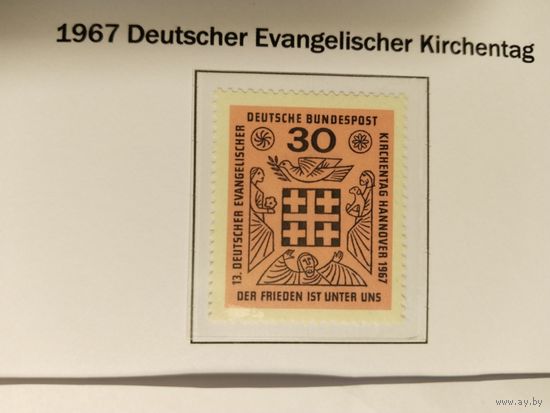 1967 Deutscher Evangelischer Kirchentag
DEUTSCHE BUNDESPOST
30
13. DEUTSCHER EVANGELISCHER
KIRCHENTAG HANNOVER 1967
DER FRIEDEN IST UNTER UNS
www.ay.by